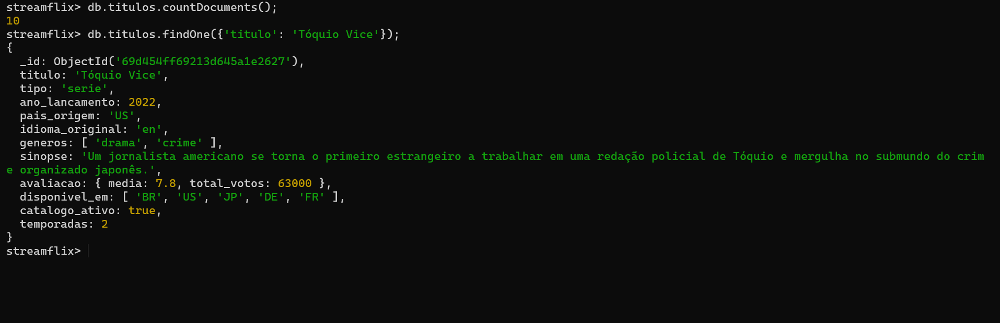 streamflix> db.titulos.countDocuments();
10
streamflix> db.titulos.findOne({'titulo': 'Tóquio Vice'});
{
  _id: ObjectId('69d454ff69213d645a1e2627'),
  titulo: 'Tóquio Vice',
  tipo: 'serie',
  ano_lancamento: 2022,
  pais_origem: 'US',
  idioma_original: 'en',
  generos: [ 'drama', 'crime' ],
  sinopse: 'Um jornalista americano se torna o primeiro estrangeiro a trabalhar em uma redação policial de Tóquio e mergulha no submundo do crim
e organizado japonês.',
  avaliacao: { media: 7.8, total_votos: 63000 },
  disponivel_em: [ 'BR', 'US', 'JP', 'DE', 'FR' ],
  catalogo_ativo: true,
  temporadas: 2
}
streamflix>